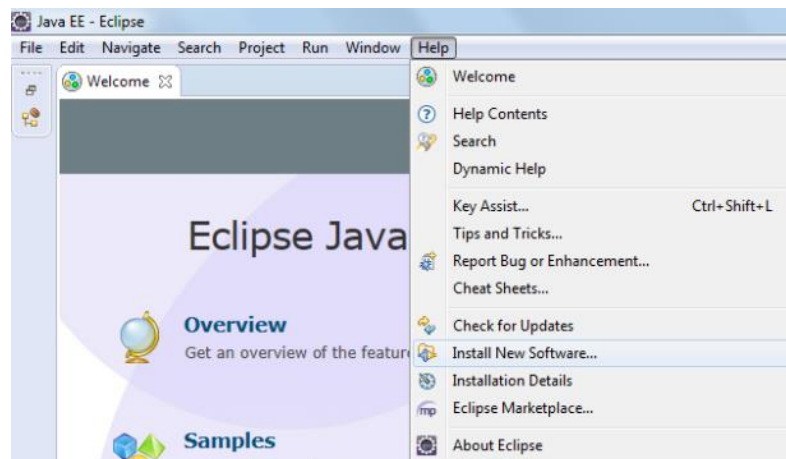 Java EE - Eclipse
File Edit Navigate Search Project Run Window Help
Welcome
Eclipse Java
Overview
Get an overview of the featur
Samples
Welcome
Help Contents
Search
Dynamic Help
Key Assist... Ctrl+Shift+L
Tips and Tricks...
Report Bug or Enhancement...
Cheat Sheets...
Check for Updates
Install New Software...
Installation Details
mp Eclipse Marketplace...
About Eclipse